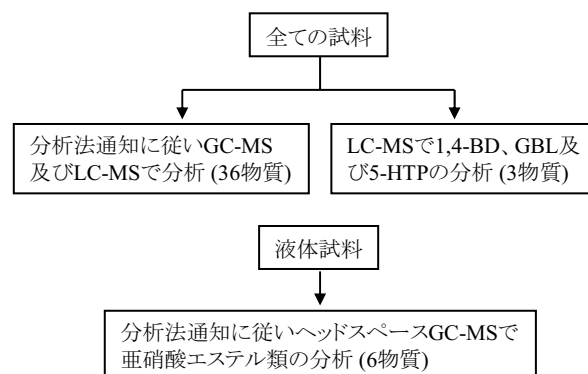 全ての試料
分析法通知に従いGC-MS
及びLC-MSで分析 (36物質)
LC-MSで1,4-BD、GBL及
び5-HTPの分析 (3物質)
液体試料
分析法通知に従いヘッドスペースGC-MSで
亜硝酸エステル類の分析 (6物質)